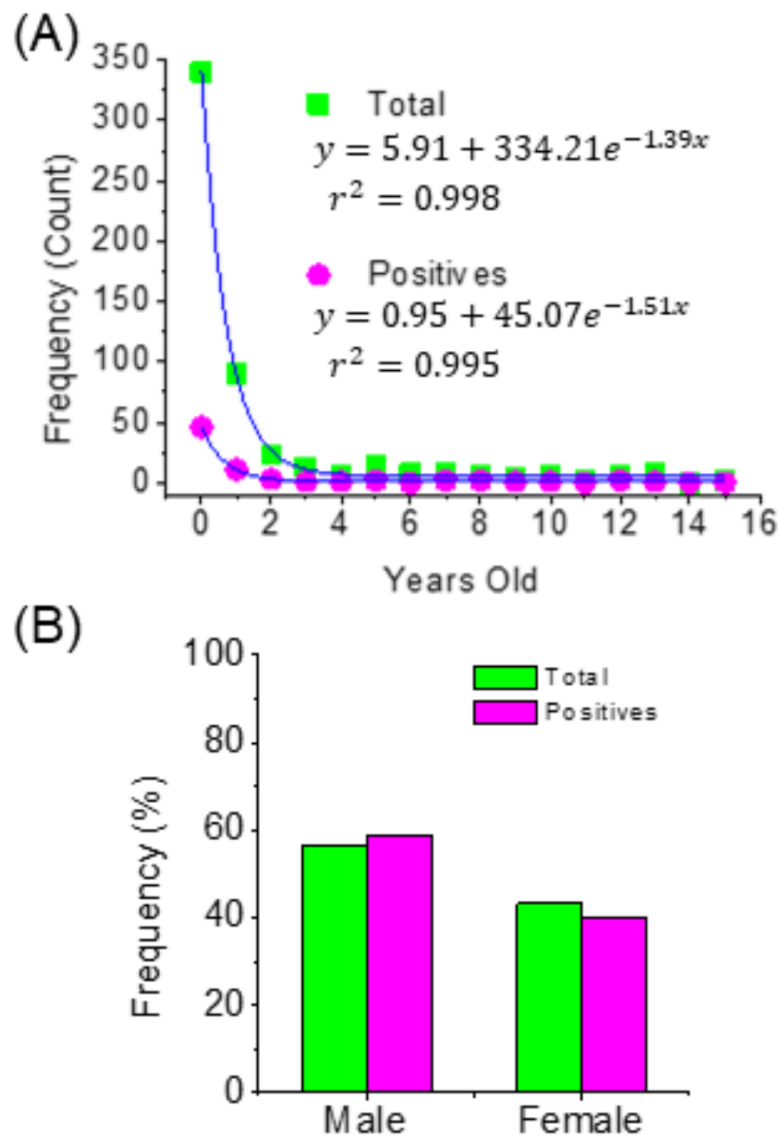 (A)
350
300
250
200
150
100
50
0
Frequency (Count)
Total
y = 5.91 + 334.21e^{−1.39x}
r² = 0.998
Positives
y = 0.95 + 45.07e^{−1.51x}
r² = 0.995
0 2 4 6 8 10 12 14 16
Years Old
(B)
100
80
60
40
20
0
Frequency (%)
Total
Positives
Male Female